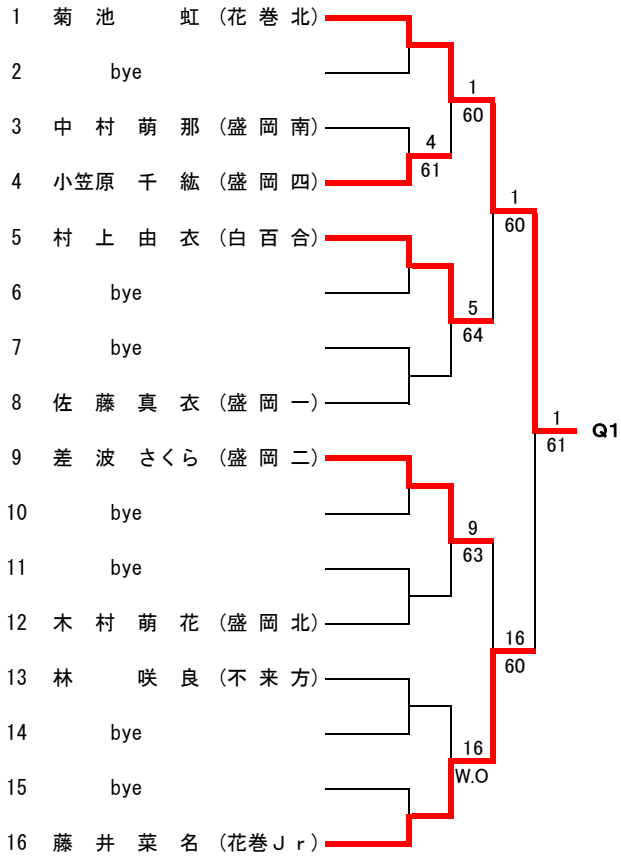 1 菊 池 虹 (花 巻 北)
2 bye
1
60
3 中 村 萌 那 (盛 岡 南)
4
61
4 小笠原 千 紘 (盛 岡 四)
1
60
5 村 上 由 衣 (白 百 合)
6 bye
5
64
7 bye
8 佐 藤 真 衣 (盛 岡 一)
1
61
Q1
9 差 波 さくら (盛 岡 二)
10 bye
9
63
11 bye
12 木 村 萌 花 (盛 岡 北)
16
60
13 林 咲 良 (不 来 方)
14 bye
16
W.O
15 bye
16 藤 井 菜 名 (花巻Ｊｒ)